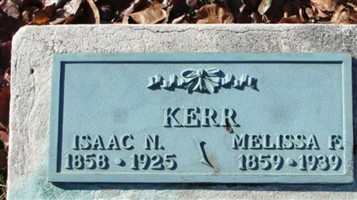 KERR
ISAAC N. MELISSA F.
1858 · 1925 1859 · 1939